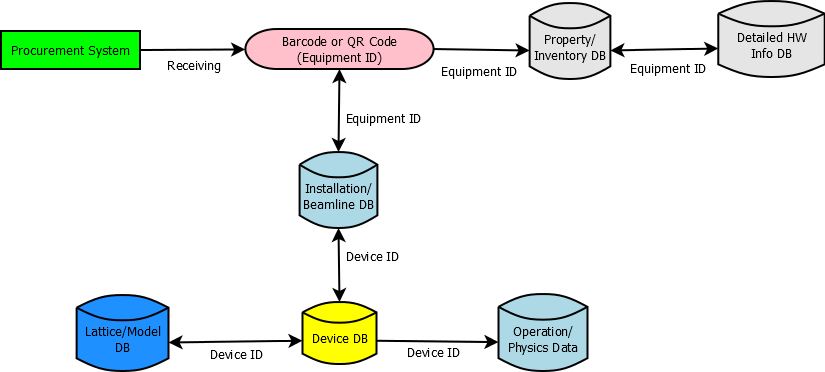 Procurement System
Receiving
Barcode or QR Code
(Equipment ID)
Equipment ID
Property/
Inventory DB
Equipment ID
Detailed HW
Info DB
Equipment ID
Installation/
Beamline DB
Device ID
Lattice/Model
DB
Device ID
Device DB
Device ID
Operation/
Physics Data